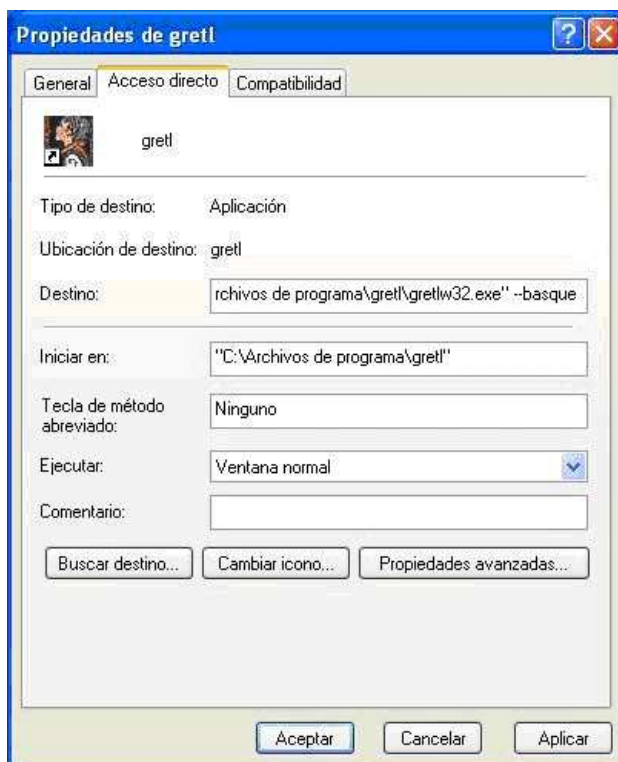 Propiedades de gretl
General Acceso directo Compatibilidad
gretl
Tipo de destino: Aplicación
Ubicación de destino: gretl
Destino: rchivos de programa\gretl\gretlw32.exe" --basque
Iniciar en: "C:\Archivos de programa\gretl"
Tecla de método
abreviado:
Ninguno
Ejecutar: Ventana normal
Comentario:
Buscar destino... Cambiar icono... Propiedades avanzadas...
Aceptar Cancelar Aplicar